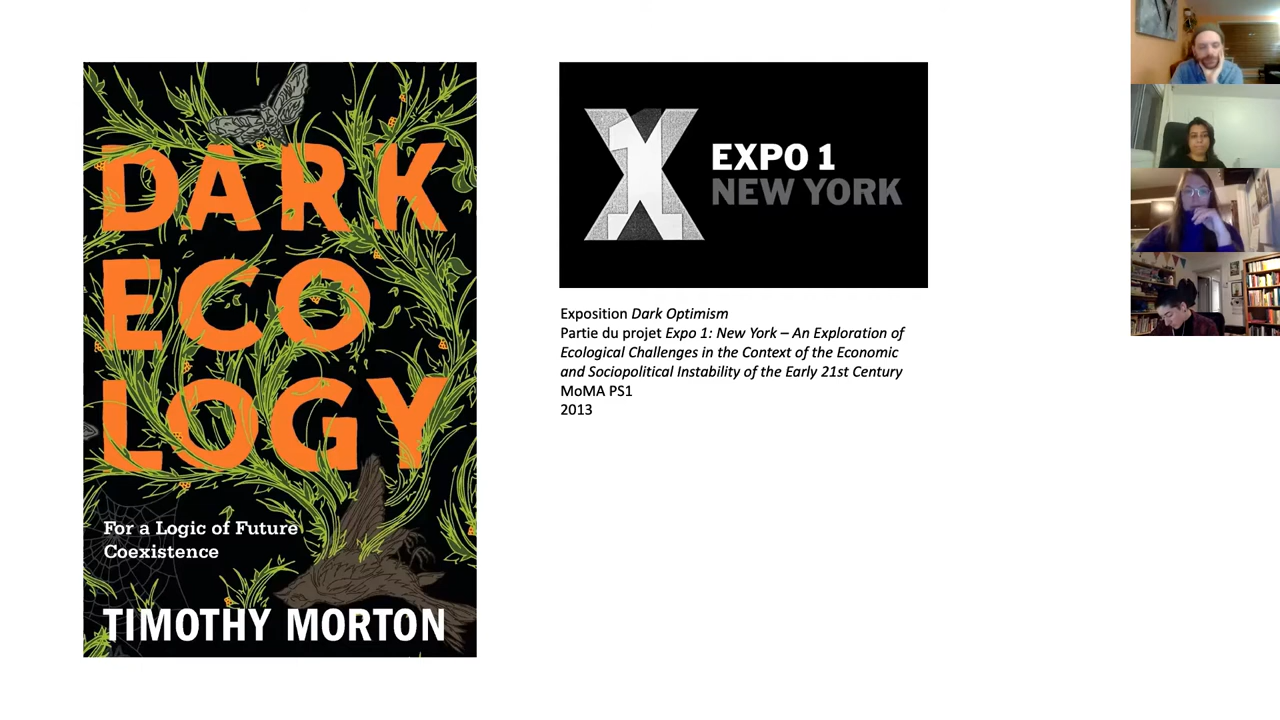 DARK
ECO
LOGY
For a Logic of Future
Coexistence
TIMOTHY MORTON
X1
EXPO 1
NEW YORK
Exposition Dark Optimism
Partie du projet Expo 1: New York – An Exploration of
Ecological Challenges in the Context of the Economic
and Sociopolitical Instability of the Early 21st Century
MoMA PS1
2013